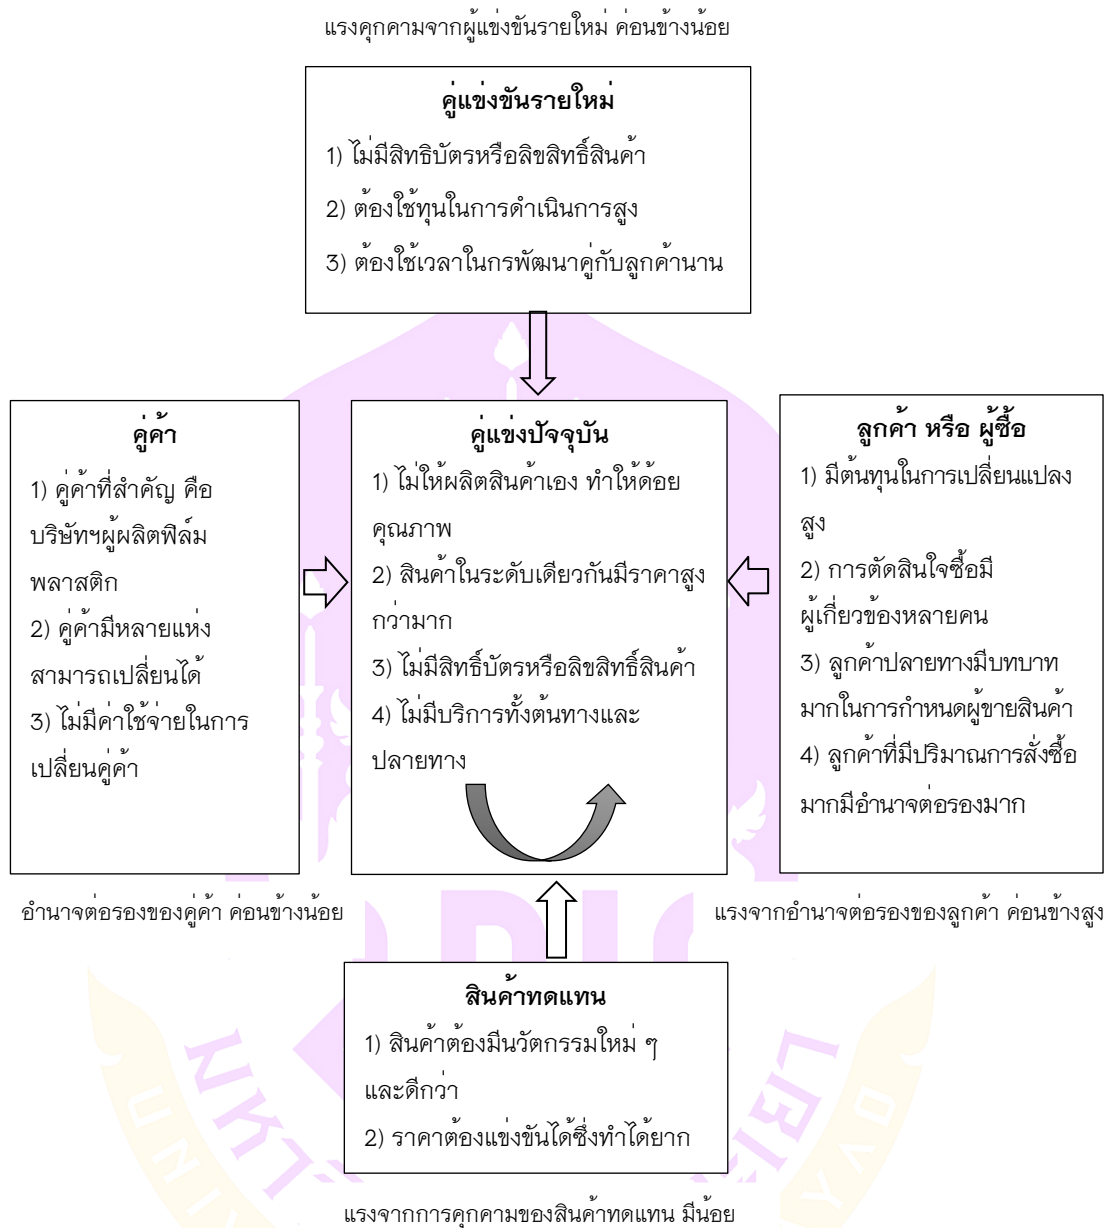 แรงคุกคามจากผู้แข่งขันรายใหม่ ค่อนข้างน้อย
คู่แข่งขันรายใหม่
1) ไม่มีสิทธิบัตรหรือลิขสิทธิ์สินค้า
2) ต้องใช้ทุนในการดำเนินการสูง
3) ต้องใช้เวลาในกรพัฒนาคู่กับลูกค้านาน
คู่ค้า
1) คู่ค้าที่สำคัญ คือ
บริษัทฯผู้ผลิตฟิล์ม
พลาสติก
2) คู่ค้ามีหลายแห่ง
สามารถเปลี่ยนได้
3) ไม่มีค่าใช้จ่ายในการ
เปลี่ยนคู่ค้า
อำนาจต่อรองของคู่ค้า ค่อนข้างน้อย
คู่แข่งปัจจุบัน
1) ไม่ให้ผลิตสินค้าเอง ทำให้ด้อย
คุณภาพ
2) สินค้าในระดับเดียวกันมีราคาสูง
กว่ามาก
3) ไม่มีสิทธิ์บัตรหรือลิขสิทธิ์สินค้า
4) ไม่มีบริการทั้งต้นทางและ
ปลายทาง
ลูกค้า หรือ ผู้ซื้อ
1) มีต้นทุนในการเปลี่ยนแปลง
สูง
2) การตัดสินใจซื้อมี
ผู้เกี่ยวข้องหลายคน
3) ลูกค้าปลายทางมีบทบาท
มากในการกำหนดผู้ขายสินค้า
4) ลูกค้าที่มีปริมาณการสั่งซื้อ
มากมีอำนาจต่อรองมาก
แรงจากอำนาจต่อรองของลูกค้า ค่อนข้างสูง
สินค้าทดแทน
1) สินค้าต้องมีนวัตกรรมใหม่ ๆ
และดีกว่า
2) ราคาต้องแข่งขันได้ซึ่งทำได้ยาก
แรงจากการคุกคามของสินค้าทดแทน มีน้อย